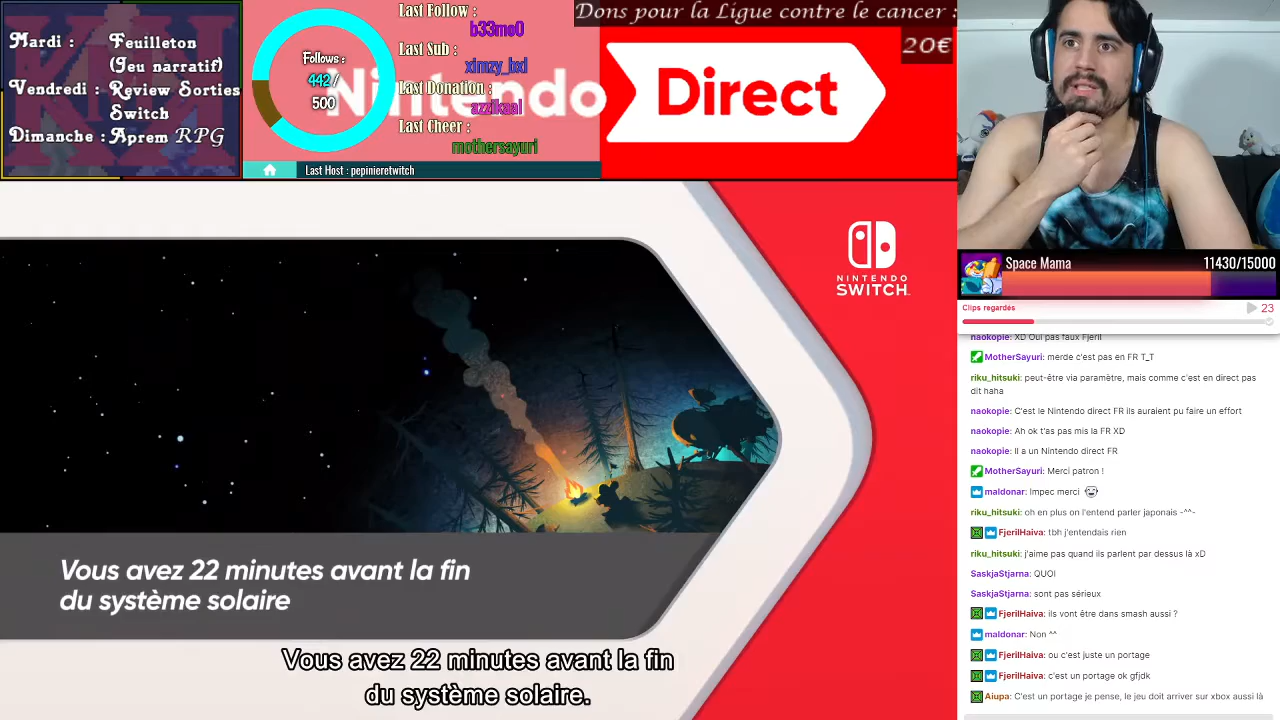 Mardi : Feuilleton
(Jeu narratif)
Vendredi : Review Sorties
Switch
Dimanche : Aprem RPG
Follows :
442 /
500
Last Follow :
b33mo0
Last Sub :
Last Donation :
azzikaal
Last Cheer :
mothersayuri
Last Host : pepinieretwitch
Nintendo Direct
Dons pour la Ligue contre le cancer :
20€
NINTENDO
SWITCH
Vous avez 22 minutes avant la fin
du système solaire
Vous avez 22 minutes avant la fin
du système solaire.
Space Mama 11430/15000
Clips regardés 23
naokopie: XD Oui pas faux Fjeril
MotherSayuri: merde c'est pas en FR T_T
riku_hitsuki: peut-être via paramètre, mais comme c'est en direct pas
dit haha
naokopie: C'est le Nintendo direct FR ils auraient pu faire un effort
naokopie: Ah ok t'as pas mis la FR XD
naokopie: Il a un Nintendo direct FR
MotherSayuri: Merci patron !
maldonar: Impec merci
riku_hitsuki: oh en plus on l'entend parler japonais -^^-
FjerilHaiva: tbh j'entendais rien
riku_hitsuki: j'aime pas quand ils parlent par dessus là xD
SaskjaStjarna: QUOI
SaskjaStjarna: sont pas sérieux
FjerilHaiva: ils vont être dans smash aussi ?
maldonar: Non ^^
FjerilHaiva: ou c'est juste un portage
FjerilHaiva: c'est un portage ok gfjdk
Aiupa: C'est un portage je pense, le jeu doit arriver sur xbox aussi là